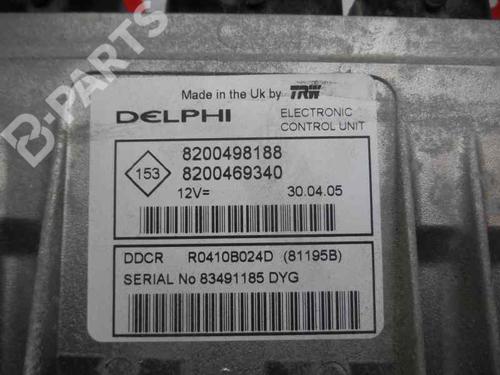 B-PARTS
Made in the Uk by TRW
DELPHI
ELECTRONIC
CONTROL UNIT
153
8200498188
8200469340
12V= 30.04.05
DDCR R0410B024D (81195B)
SERIAL No 83491185 DYG